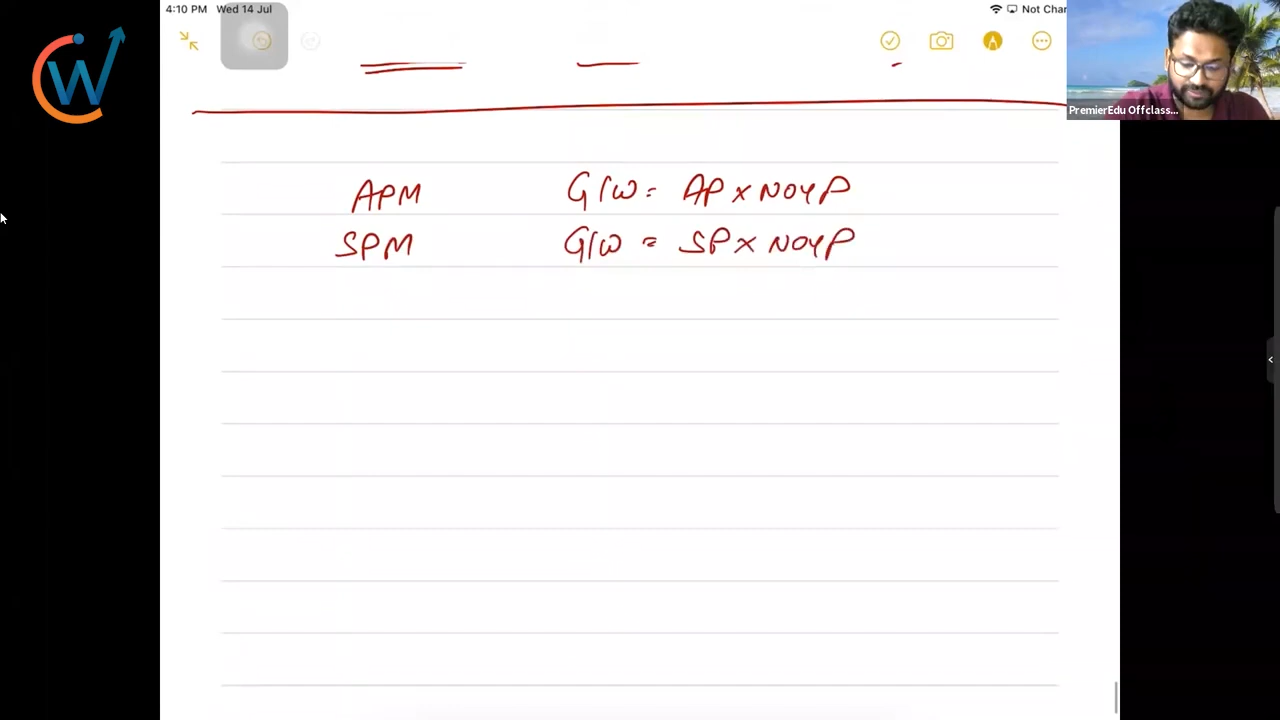 4:10 PM Wed 14 Jul
Not Char
W
PremierEdu Offclass...
APM G/W = AP x NOYP
SPM G/W = SP x NOYP